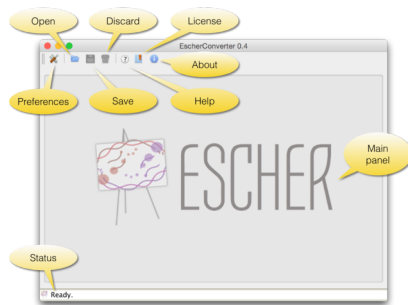 Open
Discard
License
EscherConverter 0.4
About
Preferences
Save
Help
ESCHER
Main
panel
Status
Ready.